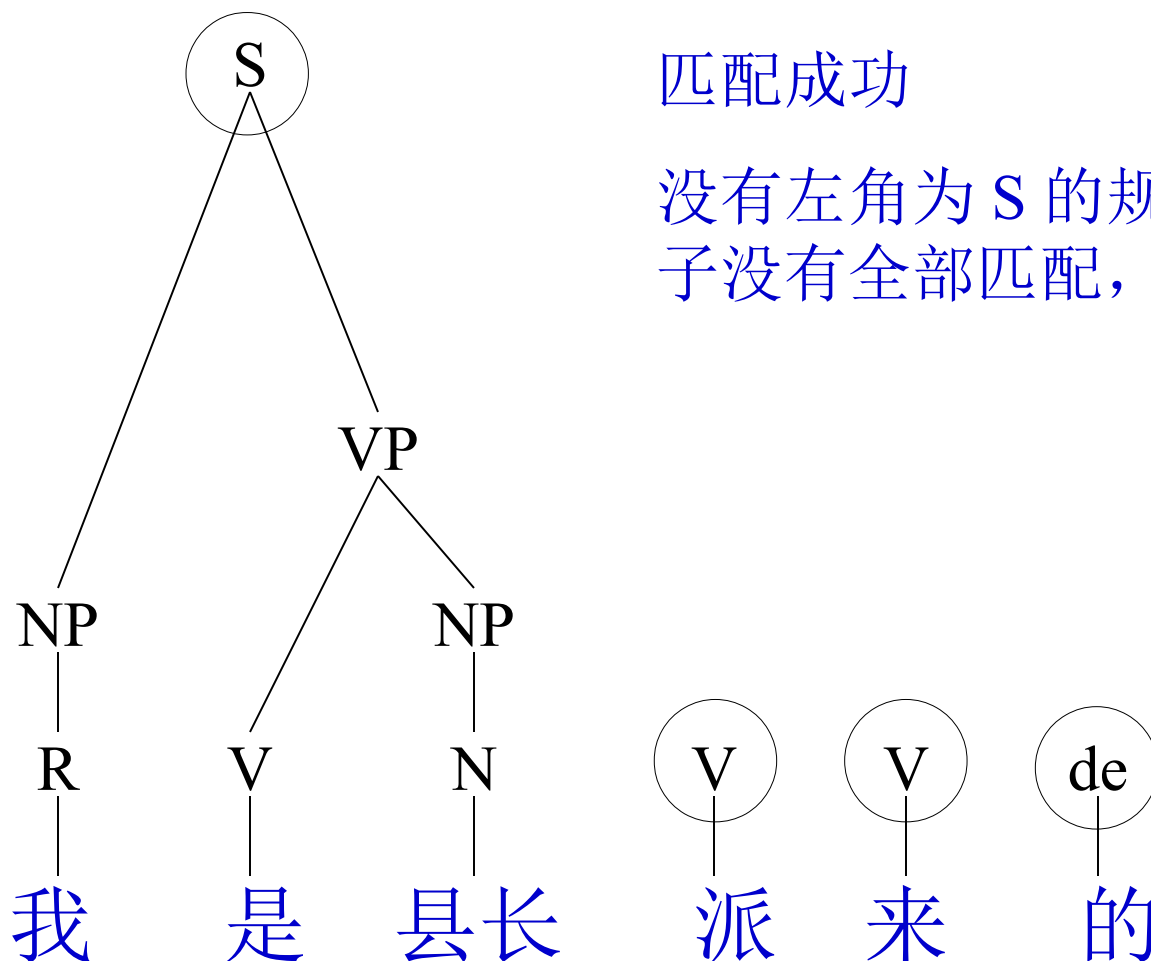 S
匹配成功
没有左角为 S 的规
子没有全部匹配，
VP
NP NP
R V N V V de
我 是 县长 派 来 的